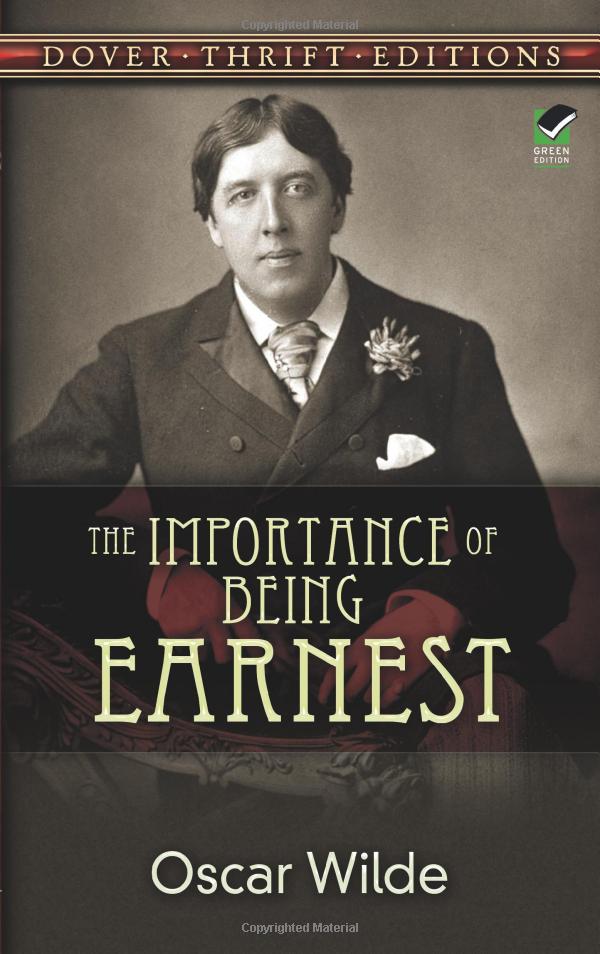 Copyrighted Material
DOVER · THRIFT · EDITIONS
GREEN
EDITION
THE IMPORTANCE OF
BEING
EARNEST
Oscar Wilde
Copyrighted Material